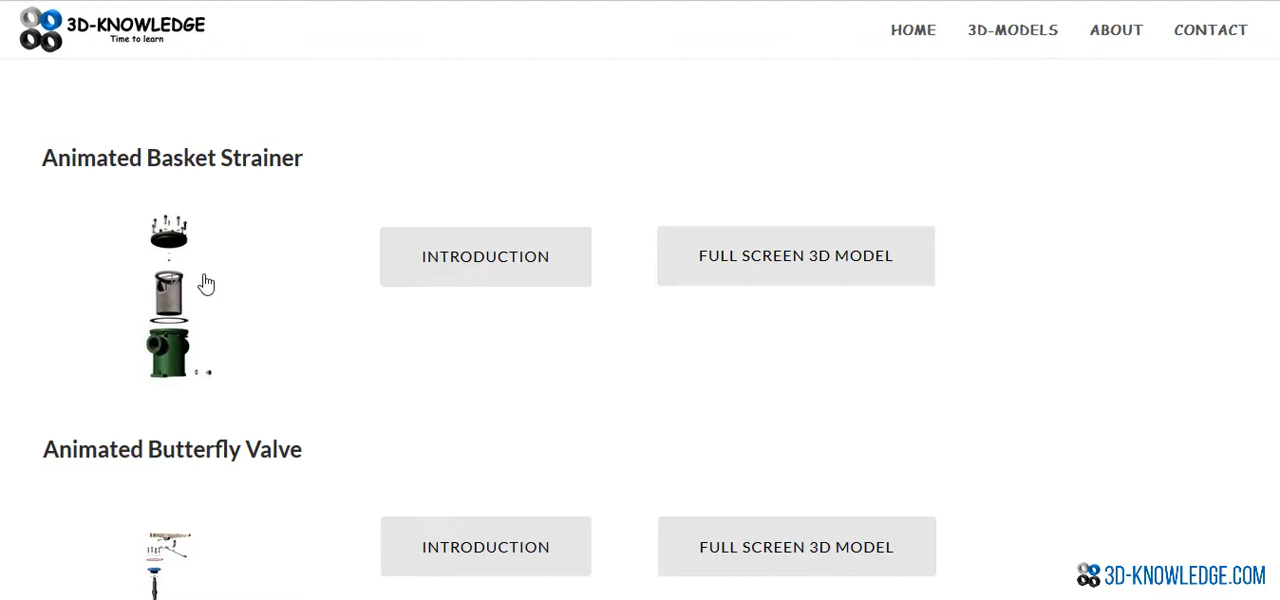 3D-KNOWLEDGE
Time to learn
HOME
3D-MODELS
ABOUT
CONTACT
Animated Basket Strainer
INTRODUCTION
FULL SCREEN 3D MODEL
Animated Butterfly Valve
INTRODUCTION
FULL SCREEN 3D MODEL
3D-KNOWLEDGE.COM